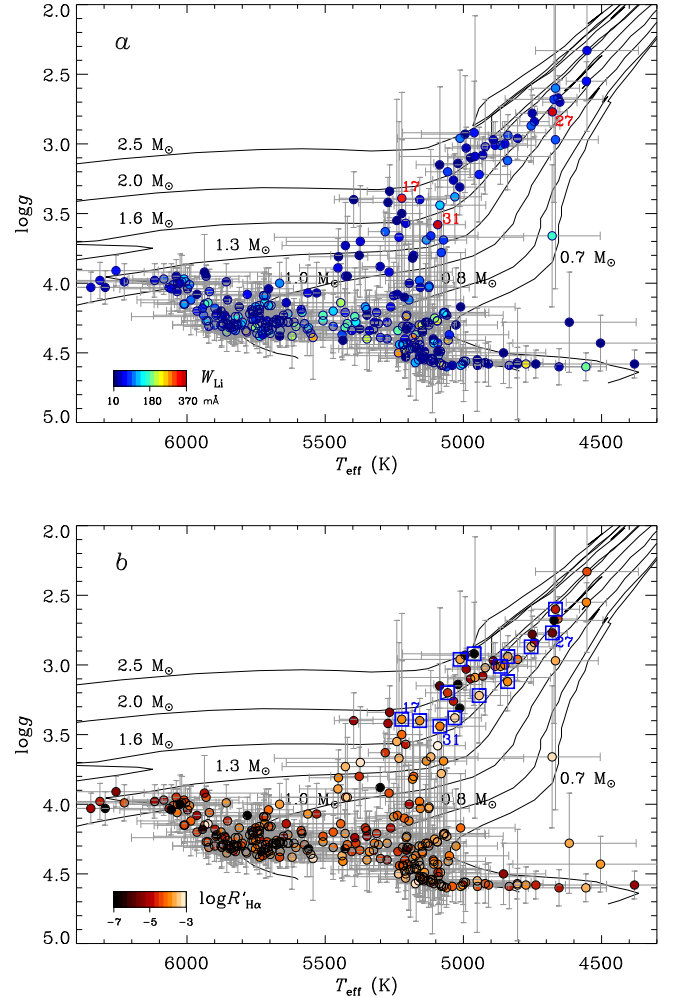 2.0
a
2.5
27
3.0
2.5 M⊙
2.0 M⊙
17
3.5
1.6 M⊙
31
1.3 M⊙
0.7 M⊙
4.0
1.0 M⊙
0.8 M⊙
4.5
W_Li
10 180 370 mÅ
5.0
6000 5500 5000 4500
T_eff (K)
logg
2.0
b
2.5
27
3.0
2.5 M⊙
2.0 M⊙
17
3.5
1.6 M⊙
31
1.3 M⊙
0.7 M⊙
4.0
1.0 M⊙
0.8 M⊙
4.5
logR′_Hα
-7 -5 -3
5.0
6000 5500 5000 4500
T_eff (K)
logg